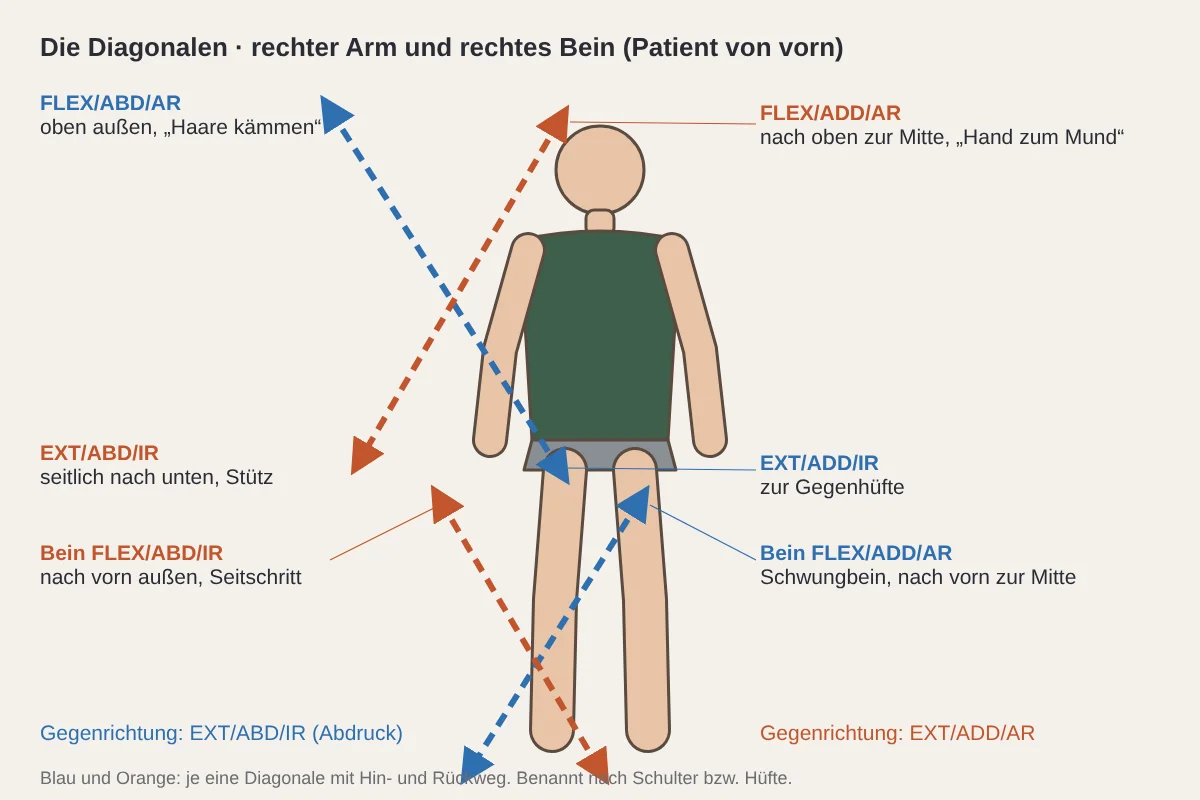 Die Diagonalen · rechter Arm und rechtes Bein (Patient von vorn)
FLEX/ABD/AR
oben außen, „Haare kämmen“
FLEX/ADD/AR
nach oben zur Mitte, „Hand zum Mund“
EXT/ABD/IR
seitlich nach unten, Stütz
EXT/ADD/IR
zur Gegenhüfte
Bein FLEX/ABD/IR
nach vorn außen, Seitschritt
Bein FLEX/ADD/AR
Schwungbein, nach vorn zur Mitte
Gegenrichtung: EXT/ABD/IR (Abdruck)
Gegenrichtung: EXT/ADD/AR
Blau und Orange: je eine Diagonale mit Hin- und Rückweg. Benannt nach Schulter bzw. Hüfte.